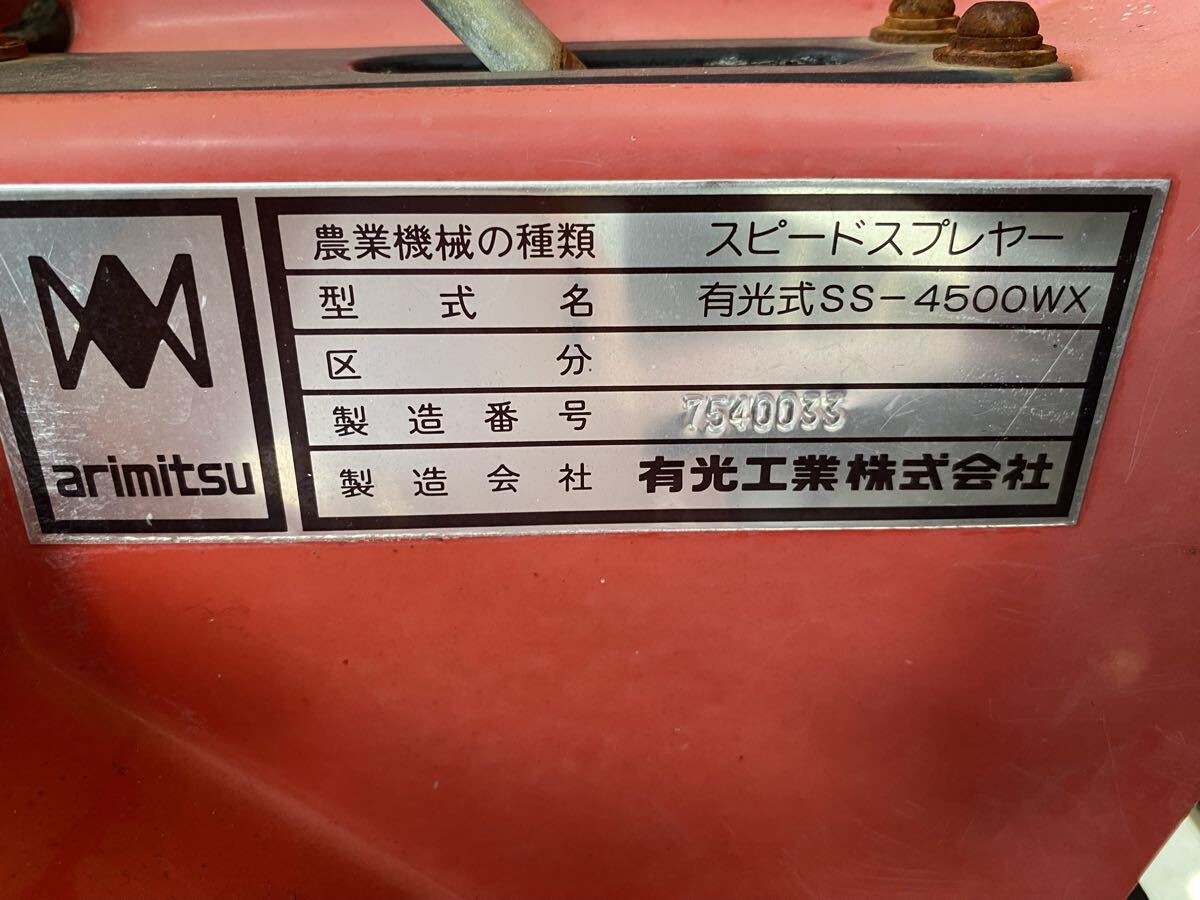 arimitsu
農業機械の種類 スピードスプレヤー
型式名 有光式SS-4500WX
区分
製造番号 7540033
製造会社 有光工業株式会社